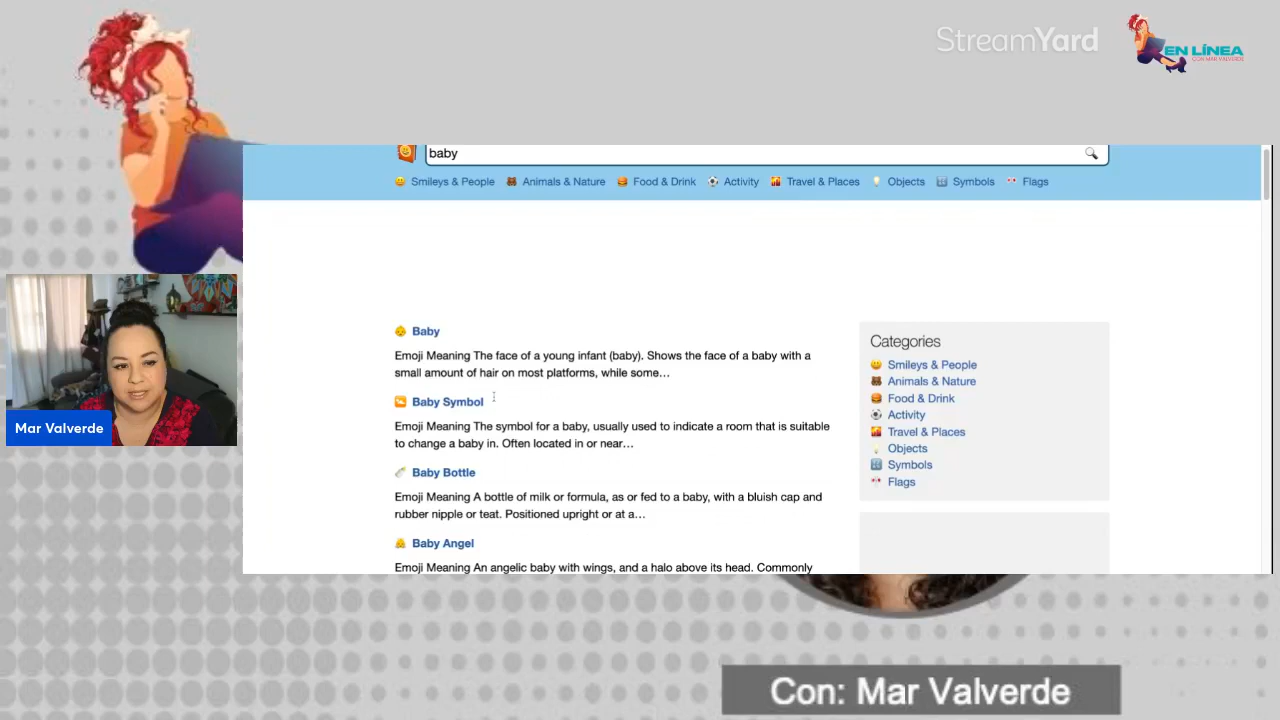 StreamYard
EN LÍNEA
CON MAR VALVERDE
baby
Smileys & People Animals & Nature Food & Drink Activity Travel & Places Objects Symbols Flags
Baby
Emoji Meaning The face of a young infant (baby). Shows the face of a baby with a
small amount of hair on most platforms, while some…
Baby Symbol
Emoji Meaning The symbol for a baby, usually used to indicate a room that is suitable
to change a baby in. Often located in or near…
Baby Bottle
Emoji Meaning A bottle of milk or formula, as or fed to a baby, with a bluish cap and
rubber nipple or teat. Positioned upright or at a…
Baby Angel
Emoji Meaning An angelic baby with wings, and a halo above its head. Commonly
Categories
Smileys & People
Animals & Nature
Food & Drink
Activity
Travel & Places
Objects
Symbols
Flags
Mar Valverde
Con: Mar Valverde